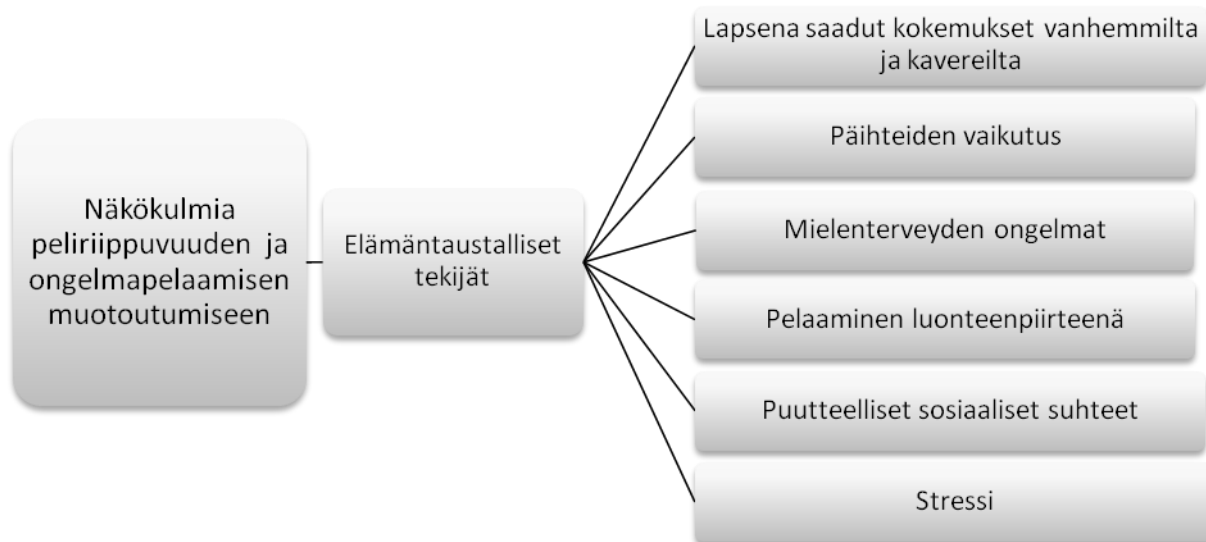 Näkökulmia
peliriippuvuuden ja
ongelmapelaamisen
muotoutumiseen
Elämäntaustalliset
tekijät
Lapsena saadut kokemukset vanhemmilta
ja kavereilta
Päihteiden vaikutus
Mielenterveyden ongelmat
Pelaaminen luonteenpiirteenä
Puutteelliset sosiaaliset suhteet
Stressi